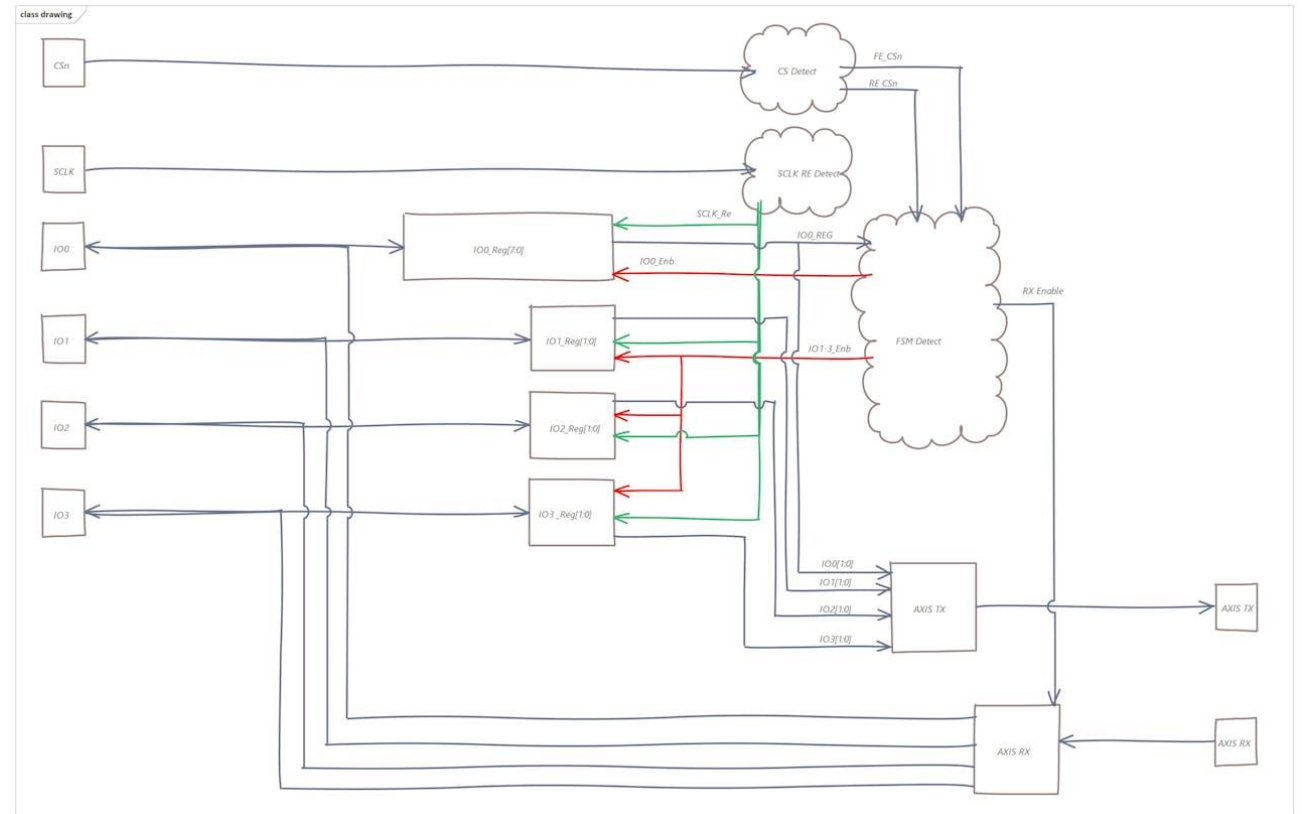 class drawing
CSn
CS Detect
FE_CSn
RE CSn
SCLK
SCLK RE Detect
SCLK_Re
IO0
IO0_Reg[7:0]
IO0_REG
IO0_Enb
RX Enable
IO1
IO1_Reg[1:0]
IO1-3_Enb
FSM Detect
IO2
IO2_Reg[1:0]
IO3
IO3 _Reg[1:0]
IO0[1:0]
IO1[1:0]
IO2[1:0]
IO3[1:0]
AXIS TX
AXIS TX
AXIS RX
AXIS RX